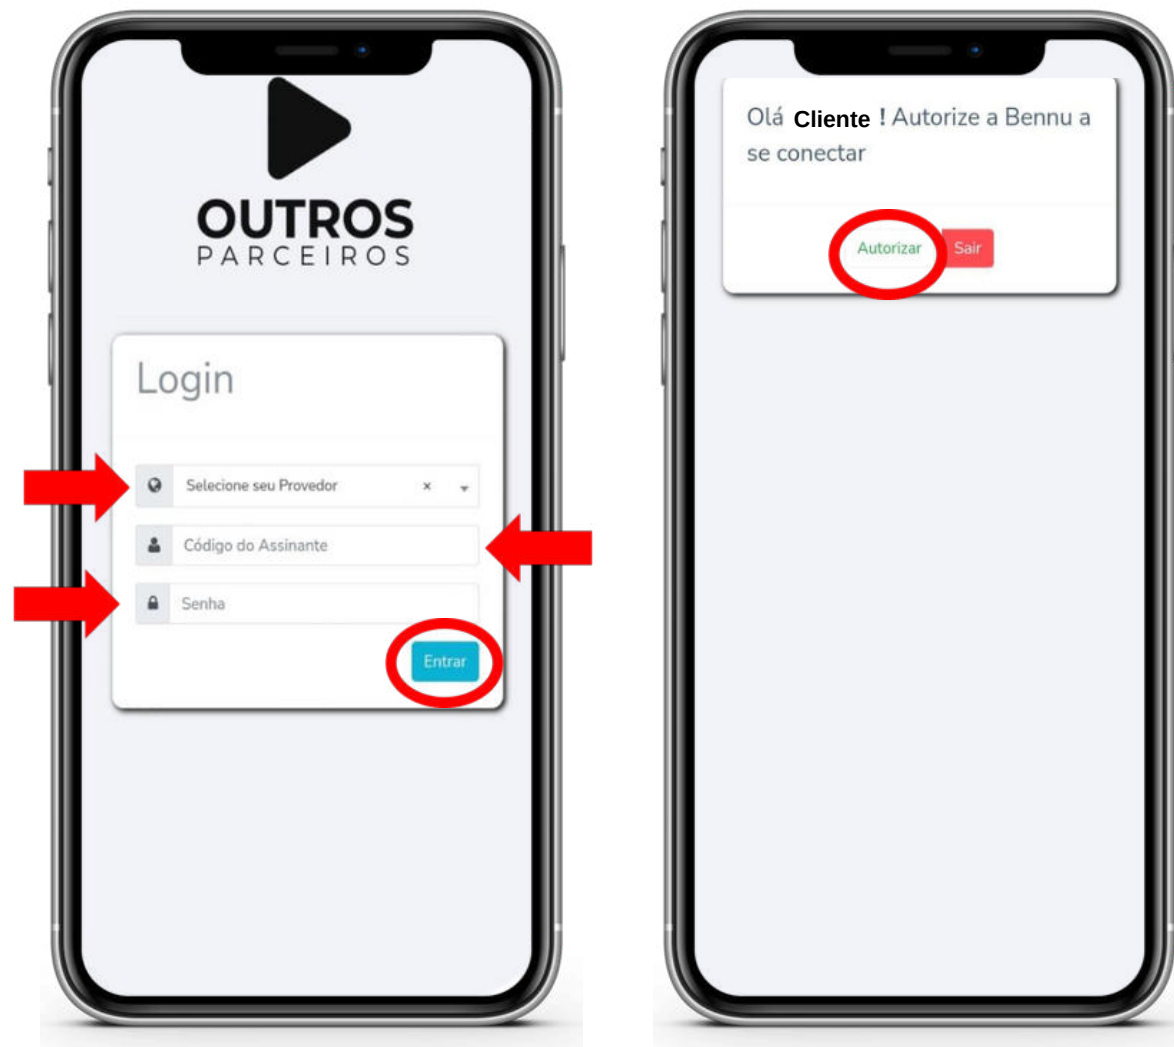 OUTROS
PARCEIROS
Login
Selecione seu Provedor
×
Código do Assinante
Senha
Entrar
Olá Cliente ! Autorize a Bennu a
se conectar
Autorizar Sair